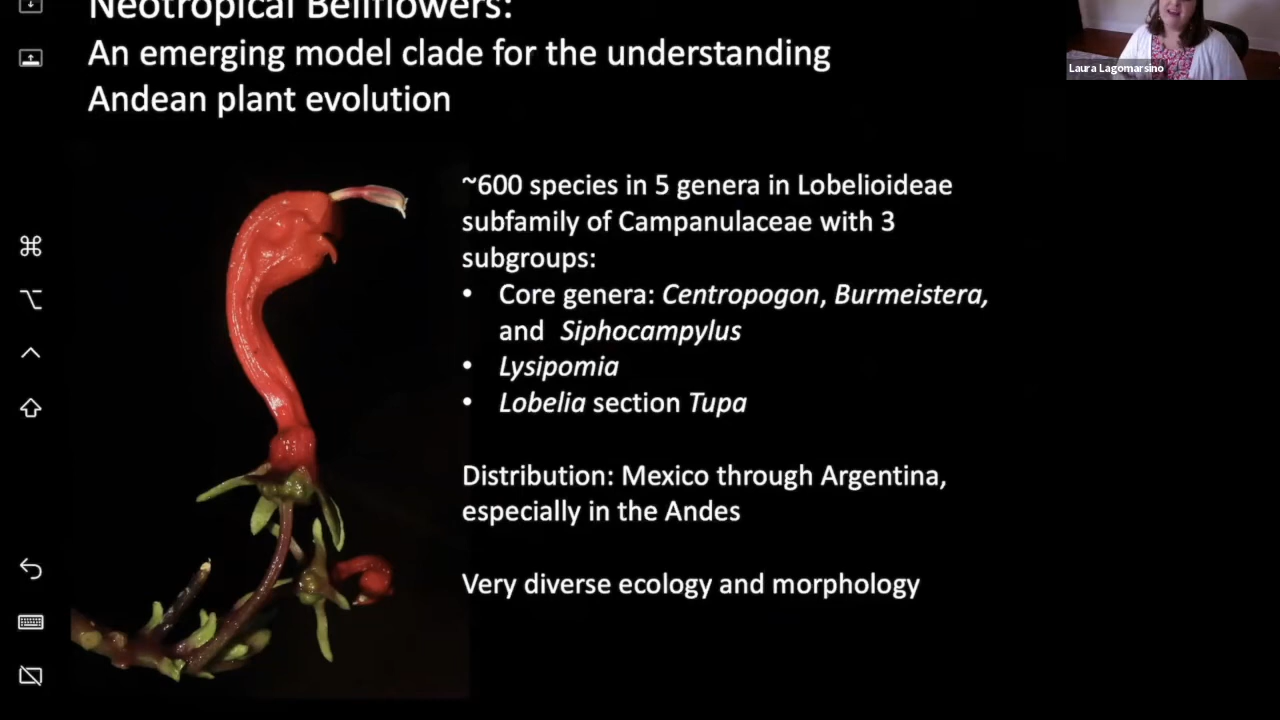 Neotropical Bellflowers:
An emerging model clade for the understanding
Andean plant evolution
Laura Lagomarsino
~600 species in 5 genera in Lobelioideae
subfamily of Campanulaceae with 3
subgroups:
• Core genera: Centropogon, Burmeistera,
and Siphocampylus
• Lysipomia
• Lobelia section Tupa
Distribution: Mexico through Argentina,
especially in the Andes
Very diverse ecology and morphology